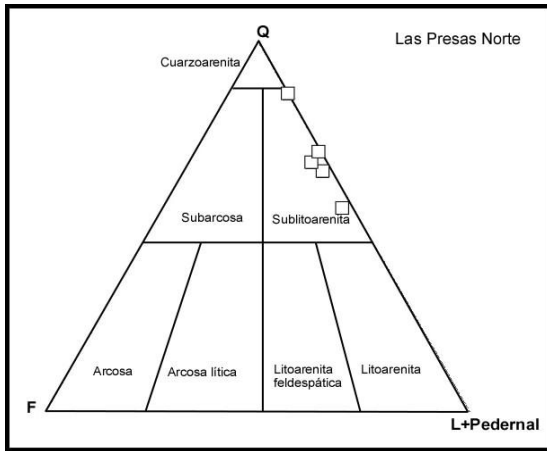 Q
Las Presas Norte
Cuarzoarenita
Subarcosa
Sublitoarenita
Arcosa
Arcosa lítica
Litoarenita
feldespática
Litoarenita
F
L+Pedernal